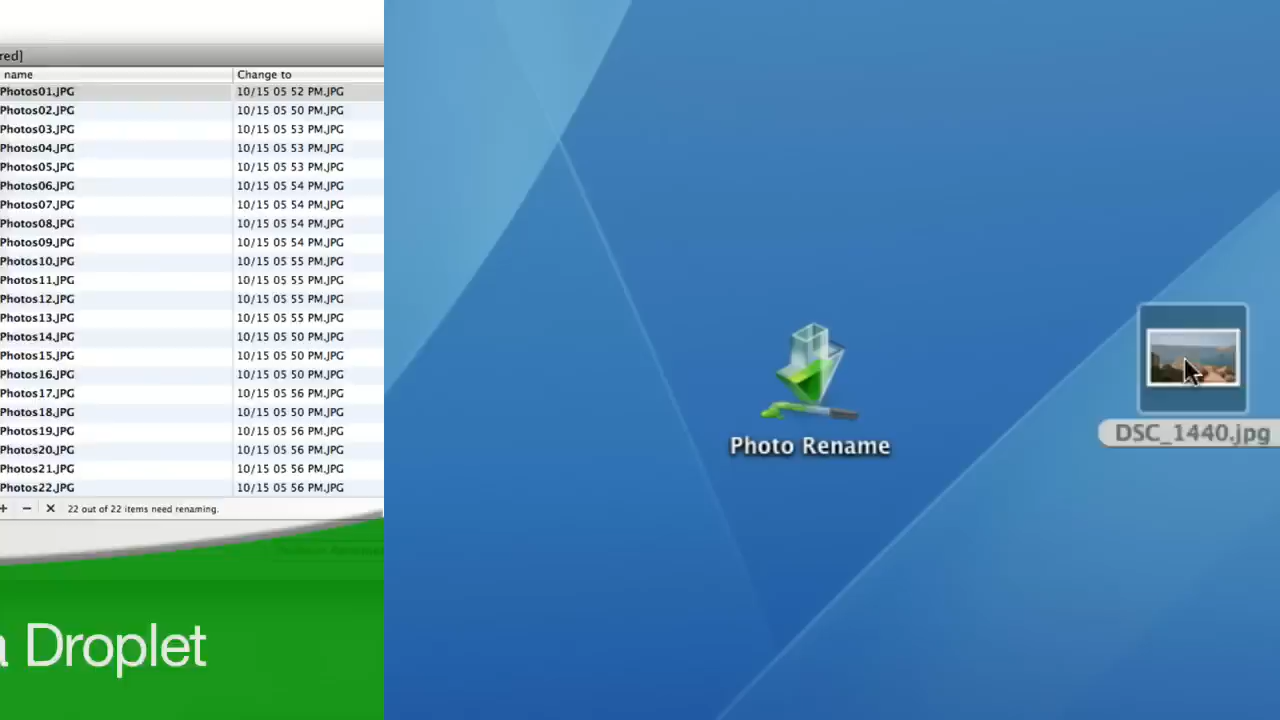 red]
name Change to
Photos01.JPG 10/15 05 52 PM.JPG
Photos02.JPG 10/15 05 50 PM.JPG
Photos03.JPG 10/15 05 53 PM.JPG
Photos04.JPG 10/15 05 53 PM.JPG
Photos05.JPG 10/15 05 53 PM.JPG
Photos06.JPG 10/15 05 54 PM.JPG
Photos07.JPG 10/15 05 54 PM.JPG
Photos08.JPG 10/15 05 54 PM.JPG
Photos09.JPG 10/15 05 54 PM.JPG
Photos10.JPG 10/15 05 55 PM.JPG
Photos11.JPG 10/15 05 55 PM.JPG
Photos12.JPG 10/15 05 55 PM.JPG
Photos13.JPG 10/15 05 55 PM.JPG
Photos14.JPG 10/15 05 50 PM.JPG
Photos15.JPG 10/15 05 50 PM.JPG
Photos16.JPG 10/15 05 50 PM.JPG
Photos17.JPG 10/15 05 56 PM.JPG
Photos18.JPG 10/15 05 50 PM.JPG
Photos19.JPG 10/15 05 56 PM.JPG
Photos20.JPG 10/15 05 56 PM.JPG
Photos21.JPG 10/15 05 56 PM.JPG
Photos22.JPG 10/15 05 56 PM.JPG
22 out of 22 items need renaming.
a Droplet
Photo Rename
DSC_1440.jpg